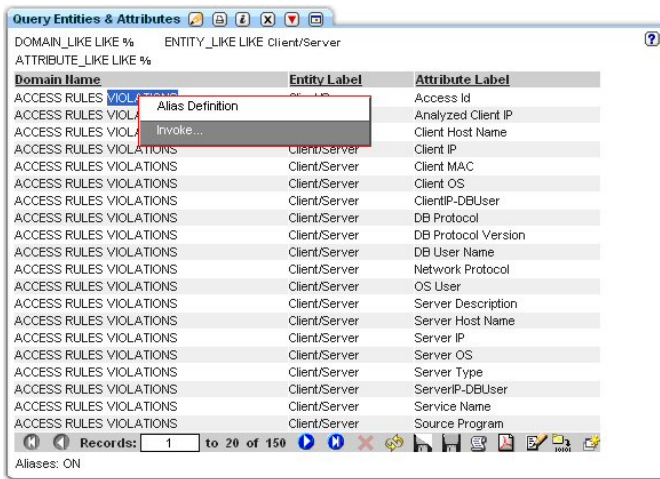 Query Entities & Attributes
DOMAIN_LIKE LIKE % ENTITY_LIKE LIKE Client/Server
ATTRIBUTE_LIKE LIKE %
Domain Name Entity Label Attribute Label
ACCESS RULES VIOLATIONS Access Id
Alias Definition
ACCESS RULES Analyzed Client IP
Invoke...
ACCESS RULES Client Host Name
ACCESS RULES VIOLATIONS Client/Server Client IP
ACCESS RULES VIOLATIONS Client/Server Client MAC
ACCESS RULES VIOLATIONS Client/Server Client OS
ACCESS RULES VIOLATIONS Client/Server ClientIP-DBUser
ACCESS RULES VIOLATIONS Client/Server DB Protocol
ACCESS RULES VIOLATIONS Client/Server DB Protocol Version
ACCESS RULES VIOLATIONS Client/Server DB User Name
ACCESS RULES VIOLATIONS Client/Server Network Protocol
ACCESS RULES VIOLATIONS Client/Server OS User
ACCESS RULES VIOLATIONS Client/Server Server Description
ACCESS RULES VIOLATIONS Client/Server Server Host Name
ACCESS RULES VIOLATIONS Client/Server Server IP
ACCESS RULES VIOLATIONS Client/Server Server OS
ACCESS RULES VIOLATIONS Client/Server Server Type
ACCESS RULES VIOLATIONS Client/Server ServerIP-DBUser
ACCESS RULES VIOLATIONS Client/Server Service Name
ACCESS RULES VIOLATIONS Client/Server Source Program
Records: 1 to 20 of 150
Aliases: ON